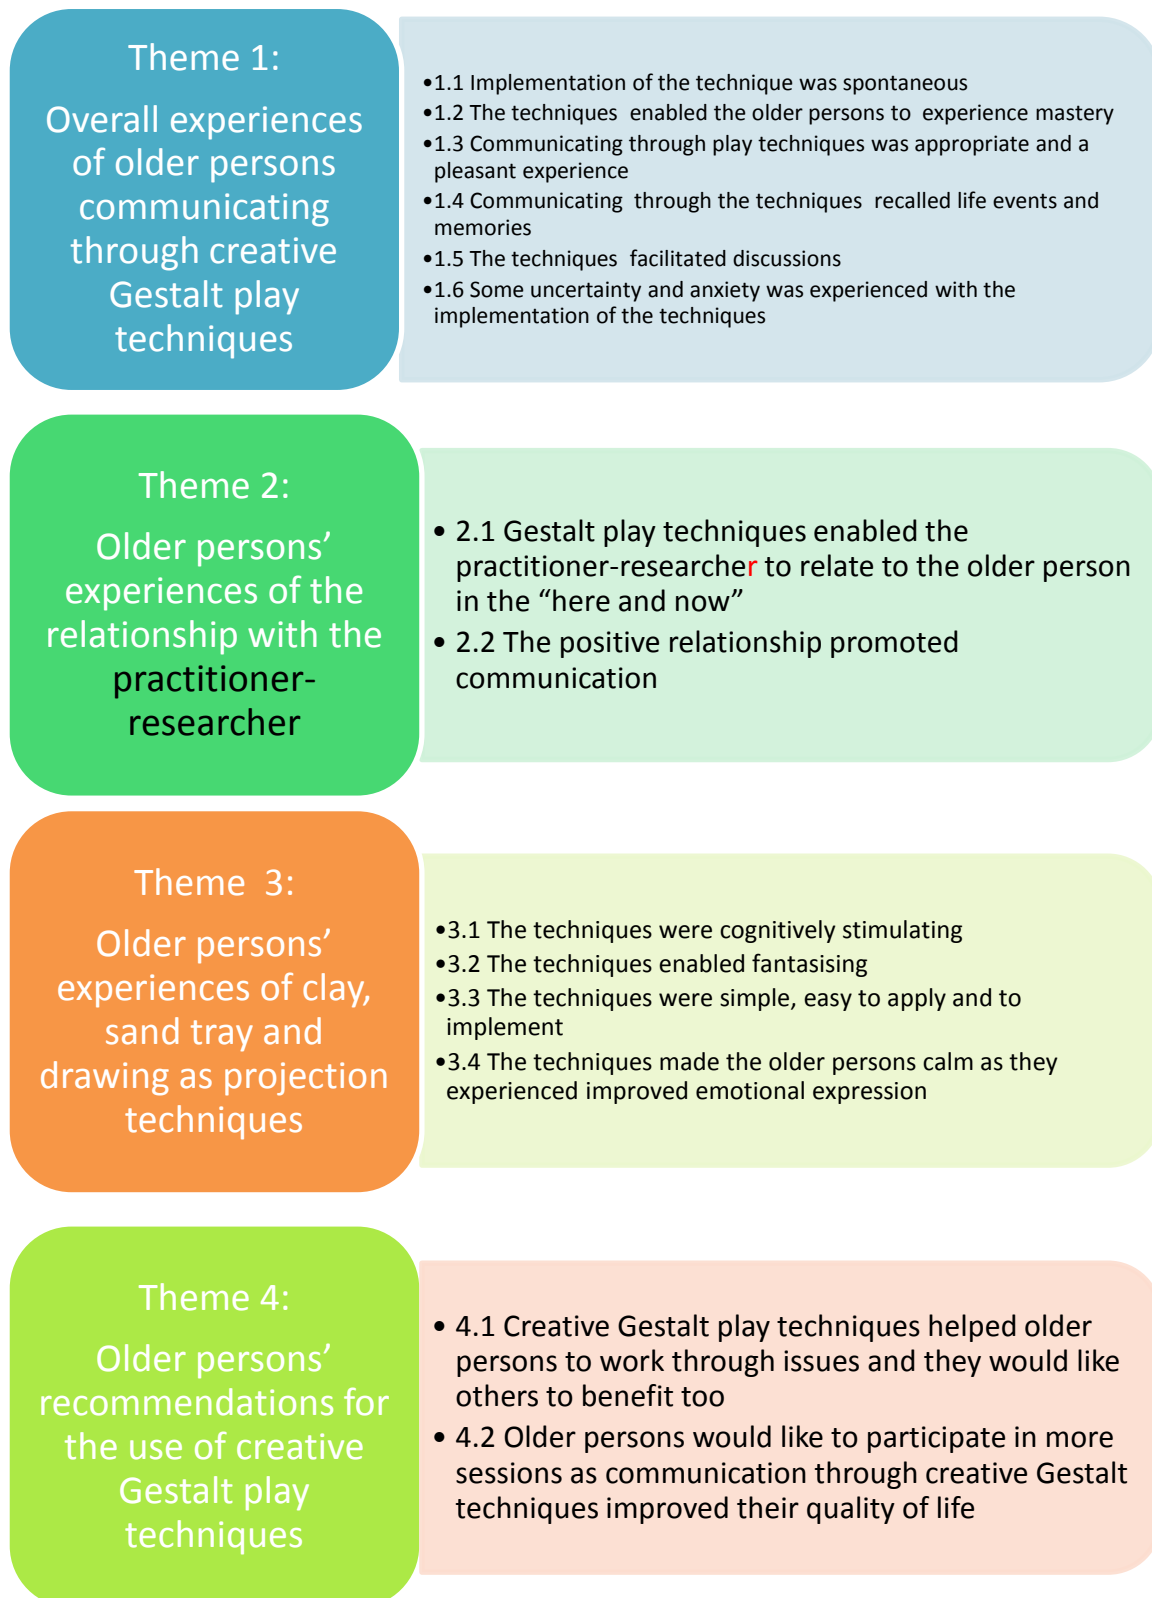 Theme 1:
Overall experiences
of older persons
communicating
through creative
Gestalt play
techniques
•1.1 Implementation of the technique was spontaneous
•1.2 The techniques enabled the older persons to experience mastery
•1.3 Communicating through play techniques was appropriate and a
pleasant experience
•1.4 Communicating through the techniques recalled life events and
memories
•1.5 The techniques facilitated discussions
•1.6 Some uncertainty and anxiety was experienced with the
implementation of the techniques
Theme 2:
Older persons’
experiences of the
relationship with the
practitioner-
researcher
• 2.1 Gestalt play techniques enabled the
practitioner-researcher to relate to the older person
in the “here and now”
• 2.2 The positive relationship promoted
communication
Theme 3:
Older persons’
experiences of clay,
sand tray and
drawing as projection
techniques
•3.1 The techniques were cognitively stimulating
•3.2 The techniques enabled fantasising
•3.3 The techniques were simple, easy to apply and to
implement
•3.4 The techniques made the older persons calm as they
experienced improved emotional expression
Theme 4:
Older persons’
recommendations for
the use of creative
Gestalt play
techniques
• 4.1 Creative Gestalt play techniques helped older
persons to work through issues and they would like
others to benefit too
• 4.2 Older persons would like to participate in more
sessions as communication through creative Gestalt
techniques improved their quality of life